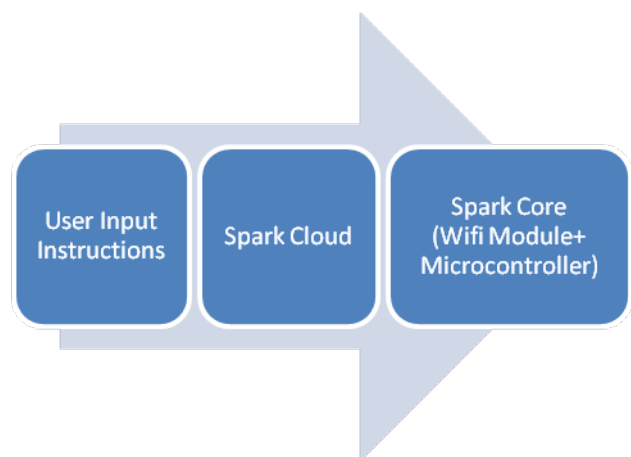 User Input
Instructions
Spark Cloud
Spark Core
(Wifi Module+
Microcontroller)